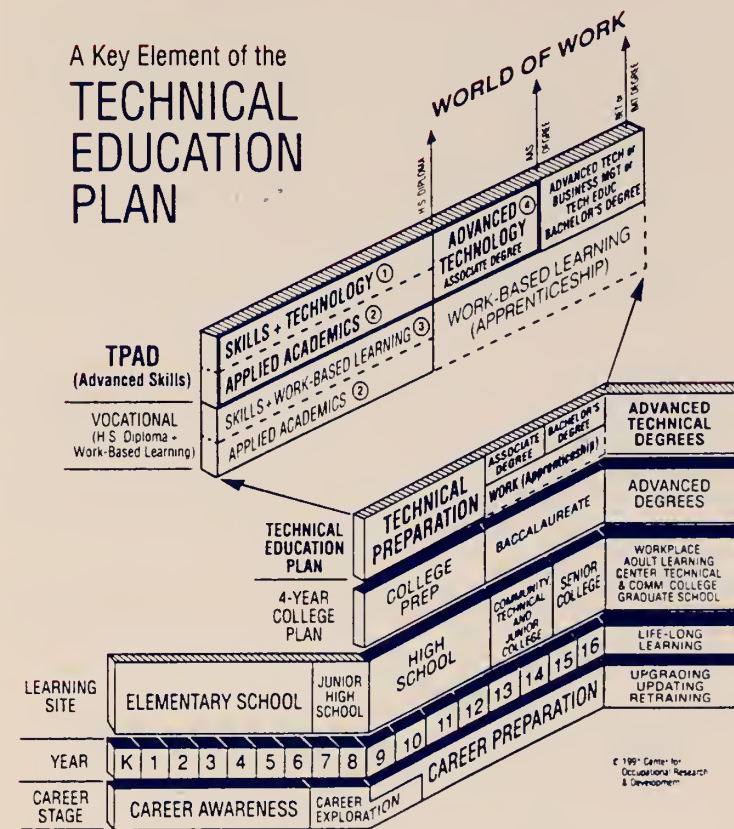 A Key Element of the
TECHNICAL
EDUCATION
PLAN
WORLD OF WORK
H.S. DIPLOMA
AAS
DEGREE
BET or
BAT DEGREE
SKILLS + TECHNOLOGY ①
APPLIED ACADEMICS ②
SKILLS + WORK-BASED LEARNING ③
APPLIED ACADEMICS ②
ADVANCED ④
TECHNOLOGY
ASSOCIATE DEGREE
ADVANCED TECH or
BUSINESS MGT or
TECH EDUC
BACHELOR'S DEGREE
WORK-BASED LEARNING
(APPRENTICESHIP)
TPAD
(Advanced Skills)
VOCATIONAL
(H S Diploma +
Work-Based Learning)
TECHNICAL
EDUCATION
PLAN
TECHNICAL
PREPARATION
ASSOCIATE
DEGREE
BACHELOR'S
DEGREE
WORK (Apprenticeship)
ADVANCED
TECHNICAL
DEGREES
4-YEAR
COLLEGE
PLAN
COLLEGE
PREP
BACCALAUREATE
ADVANCED
DEGREES
LEARNING
SITE
ELEMENTARY SCHOOL
JUNIOR
HIGH
SCHOOL
HIGH
SCHOOL
COMMUNITY,
TECHNICAL
AND
JUNIOR
COLLEGE
SENIOR
COLLEGE
WORKPLACE
ADULT LEARNING
CENTER TECHNICAL
& COMM COLLEGE
GRADUATE SCHOOL
YEAR
K 1 2 3 4 5 6 7 8 9 10 11 12 13 14 15 16
LIFE-LONG
LEARNING
CAREER
STAGE
CAREER AWARENESS
CAREER
EXPLORATION
CAREER PREPARATION
UPGRADING
UPDATING
RETRAINING
© 1991 Center for
Occupational Research
& Development